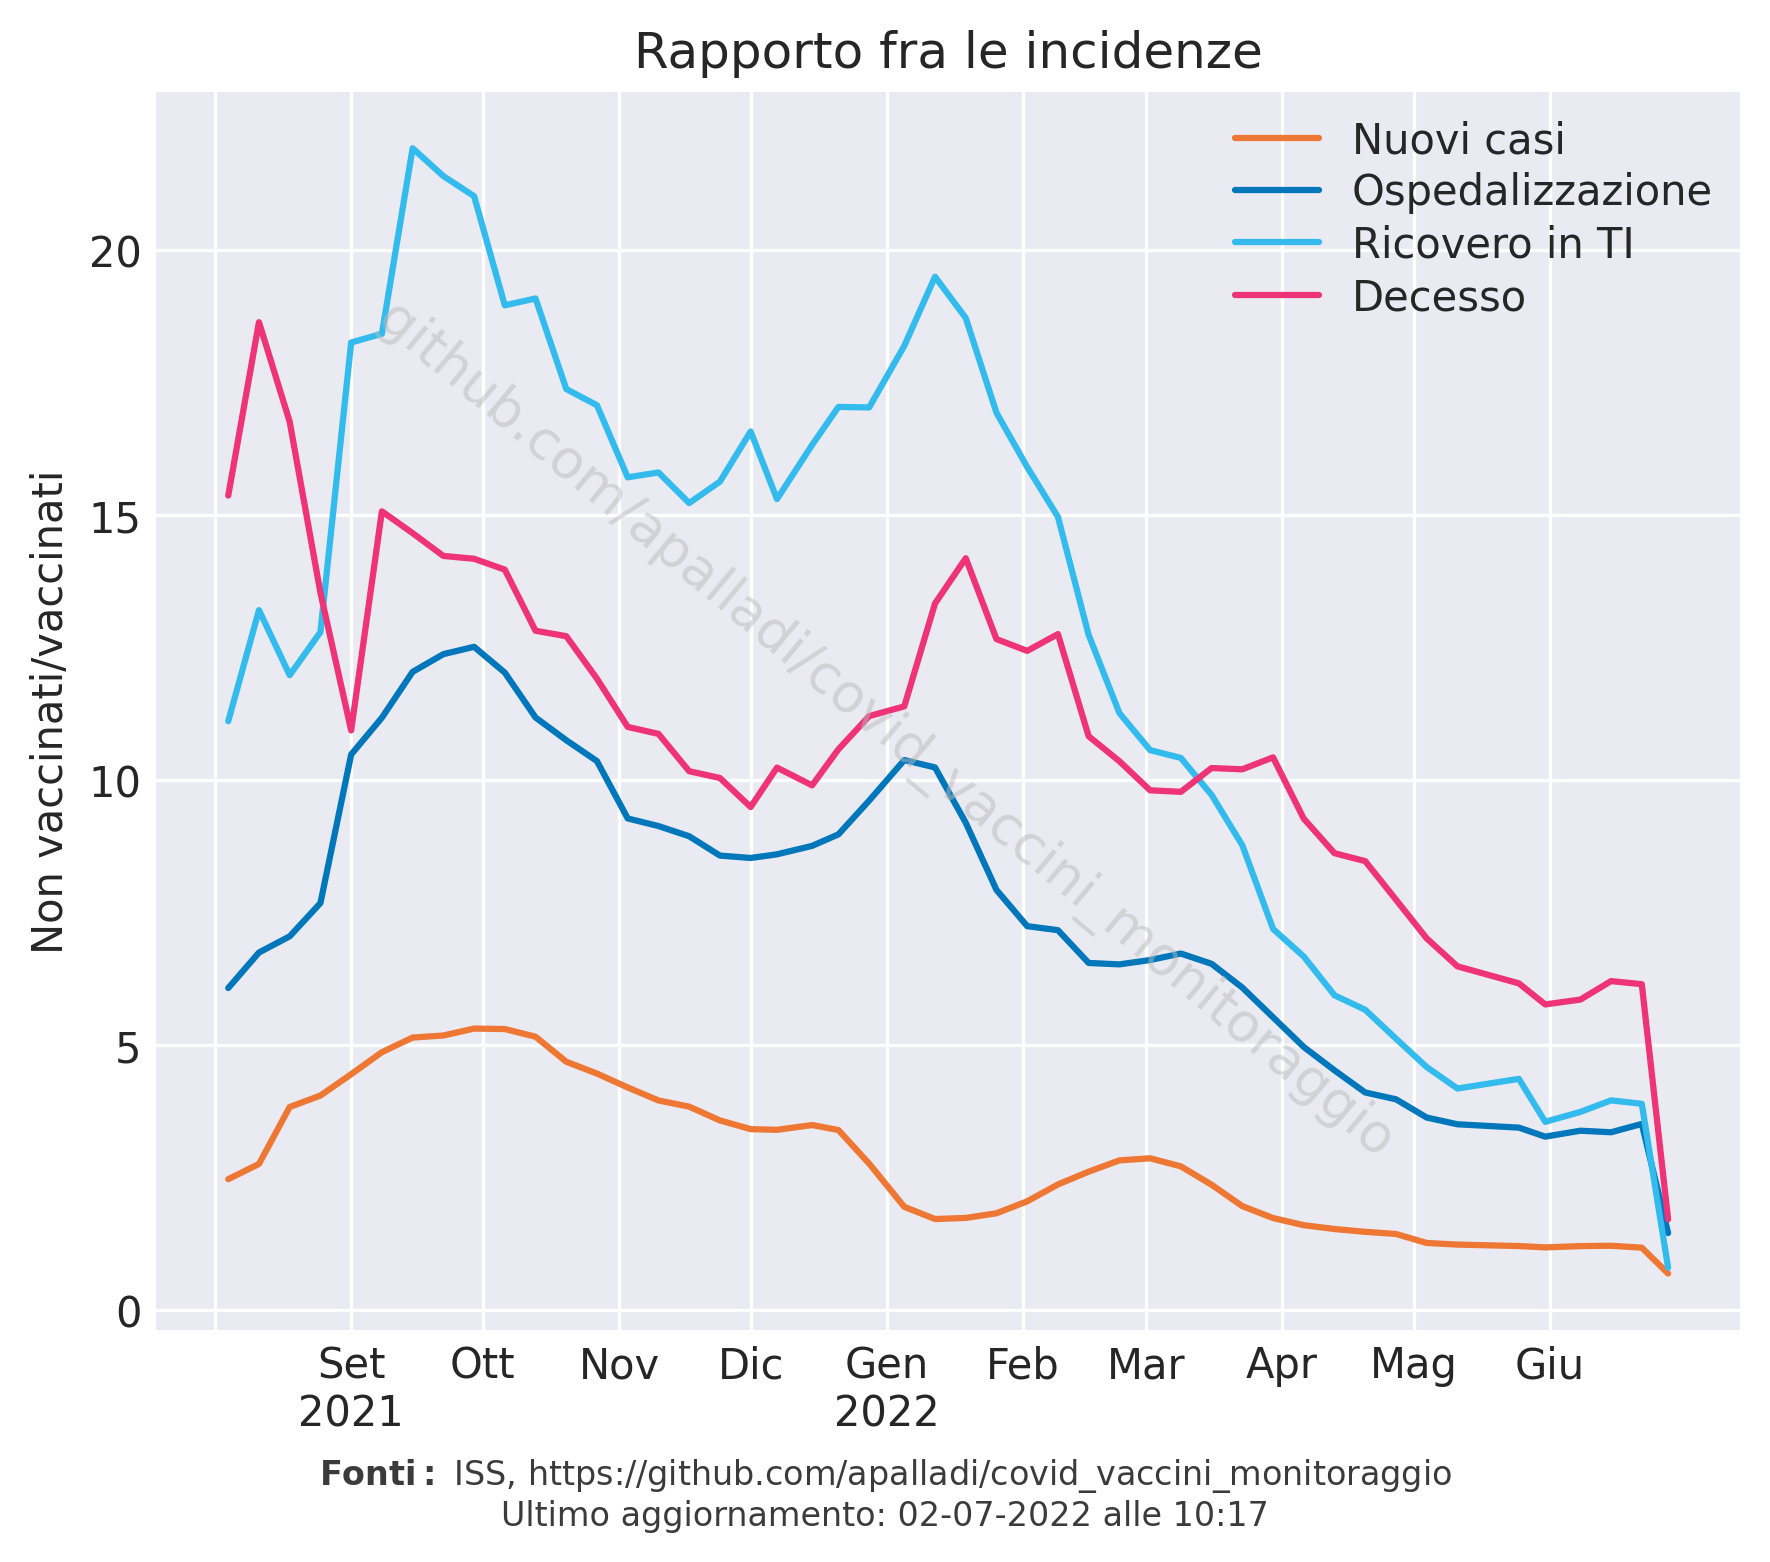 Rapporto fra le incidenze
Nuovi casi
Ospedalizzazione
Ricovero in TI
Decesso
Non vaccinati/vaccinati
20
15
10
5
0
github.com/apalladi/covid_vaccini_monitoraggio
Set Ott Nov Dic Gen Feb Mar Apr Mag Giu
2021 2022
Fonti: ISS, https://github.com/apalladi/covid_vaccini_monitoraggio
Ultimo aggiornamento: 02-07-2022 alle 10:17